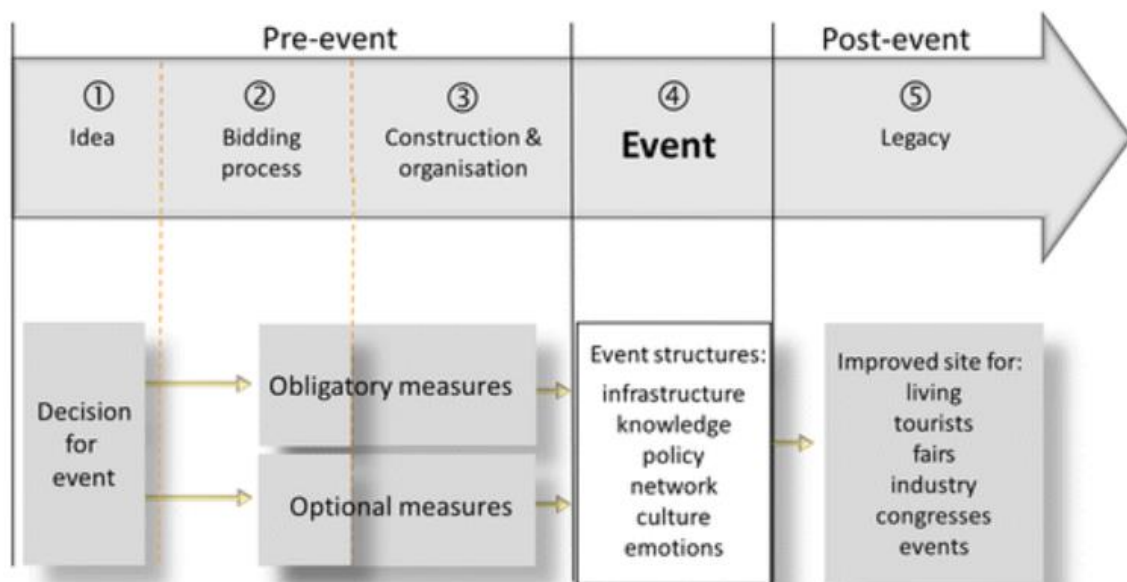 Pre-event
Post-event
①
Idea
②
Bidding
process
③
Construction &
organisation
④
Event
⑤
Legacy
Decision
for
event
Obligatory measures
Optional measures
Event structures:
infrastructure
knowledge
policy
network
culture
emotions
Improved site for:
living
tourists
fairs
industry
congresses
events